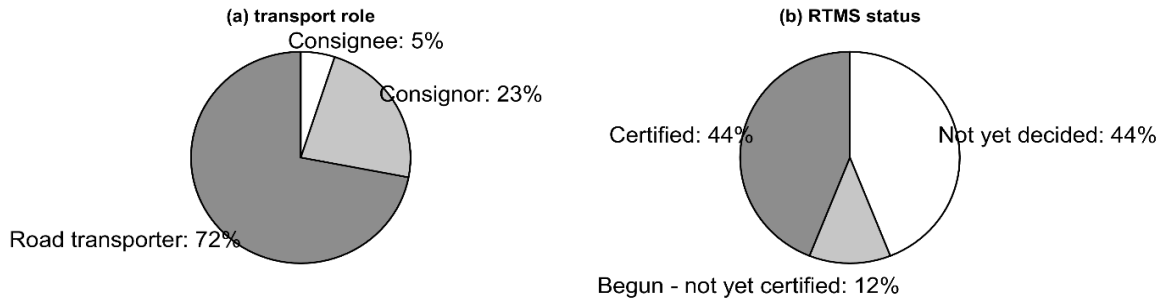 (a) transport role
Consignee: 5%
Consignor: 23%
Road transporter: 72%
(b) RTMS status
Certified: 44%
Not yet decided: 44%
Begun - not yet certified: 12%